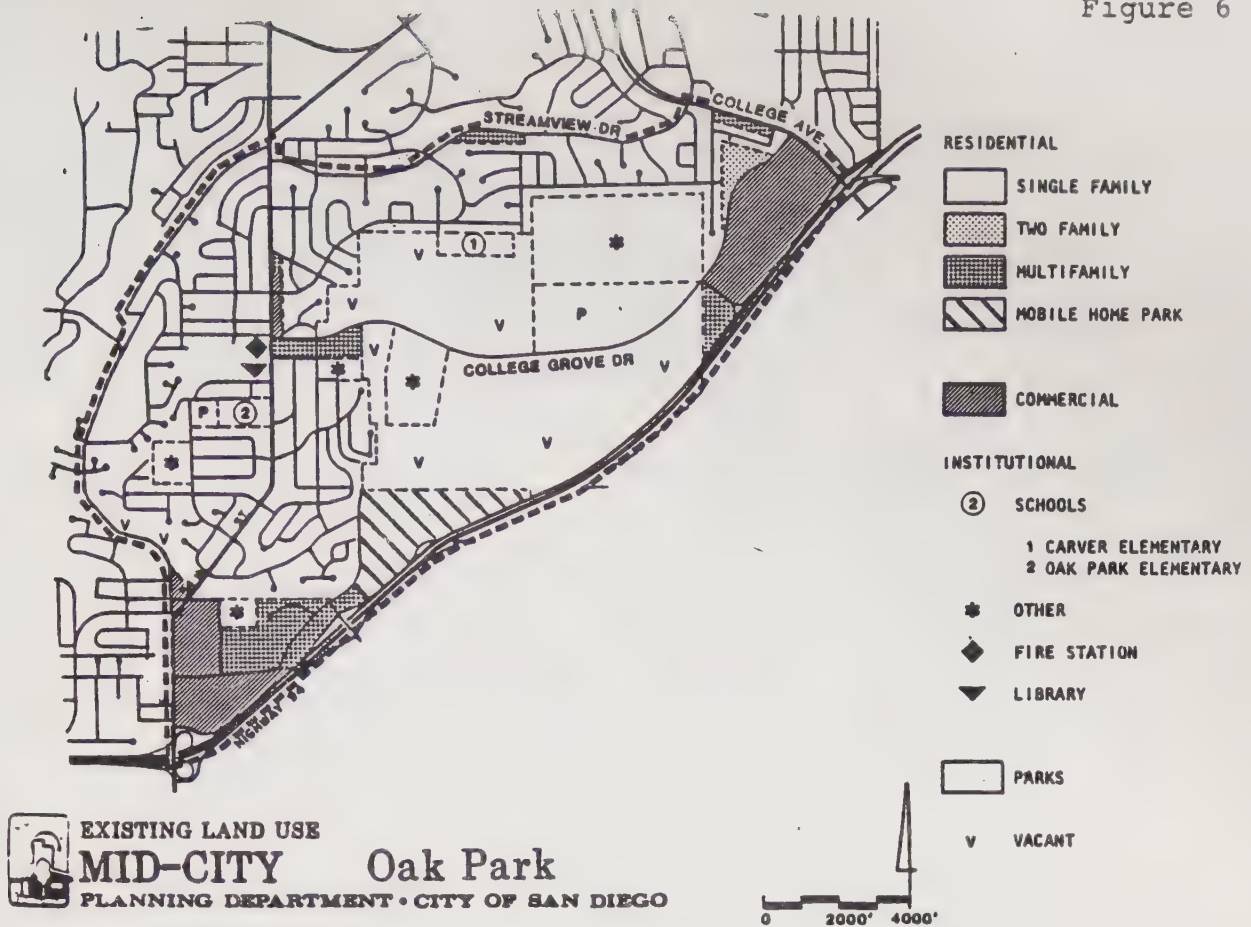 Figure 6
COLLEGE AVE
STREAMVIEW DR
1
*
V
V
P
V
V
COLLEGE GROVE DR
V
*
*
P
2
V
*
V
V
V
*
HIGHWAY 94
RESIDENTIAL
SINGLE FAMILY
TWO FAMILY
MULTIFAMILY
MOBILE HOME PARK
COMMERCIAL
INSTITUTIONAL
2 SCHOOLS
1 CARVER ELEMENTARY
2 OAK PARK ELEMENTARY
* OTHER
FIRE STATION
LIBRARY
PARKS
V VACANT
EXISTING LAND USE
MID-CITY Oak Park
PLANNING DEPARTMENT • CITY OF SAN DIEGO
0 2000' 4000'